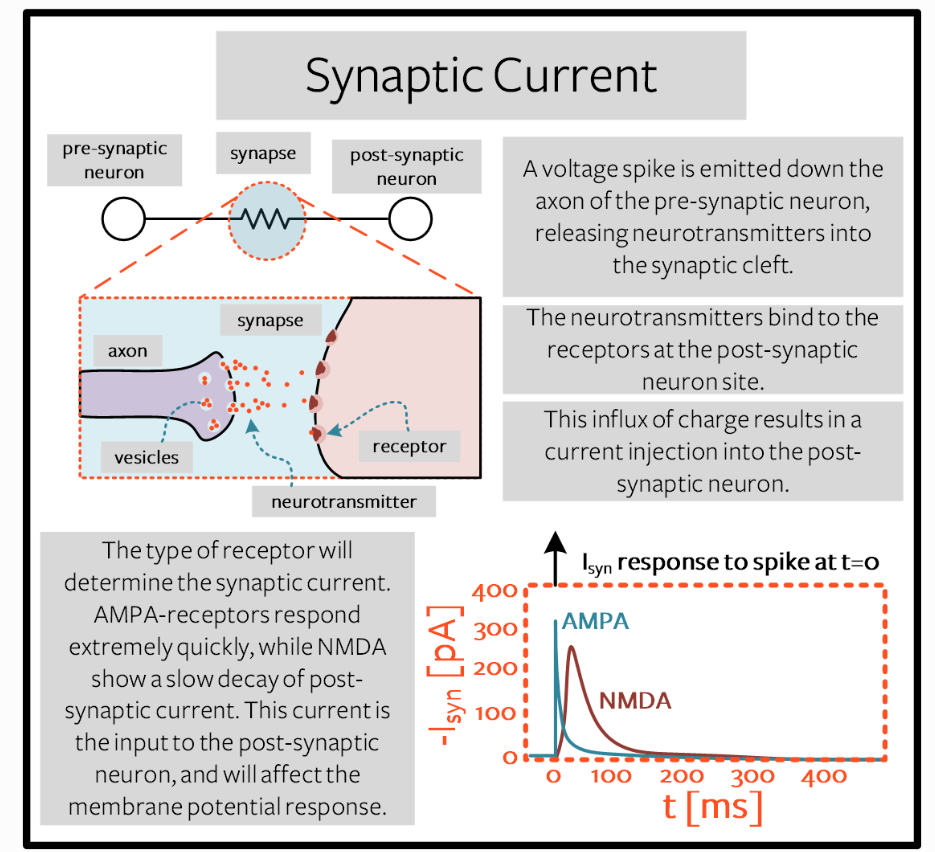 Synaptic Current
pre-synaptic
neuron
synapse
post-synaptic
neuron
A voltage spike is emitted down the
axon of the pre-synaptic neuron,
releasing neurotransmitters into
the synaptic cleft.
synapse
axon
vesicles
receptor
neurotransmitter
The neurotransmitters bind to the
receptors at the post-synaptic
neuron site.
This influx of charge results in a
current injection into the post-
synaptic neuron.
The type of receptor will
determine the synaptic current.
AMPA-receptors respond
extremely quickly, while NMDA
show a slow decay of post-
synaptic current. This current is
the input to the post-synaptic
neuron, and will affect the
membrane potential response.
Isyn response to spike at t=0
400
300
200
100
0
-Isyn [pA]
AMPA
NMDA
0 100 200 300 400
t [ms]